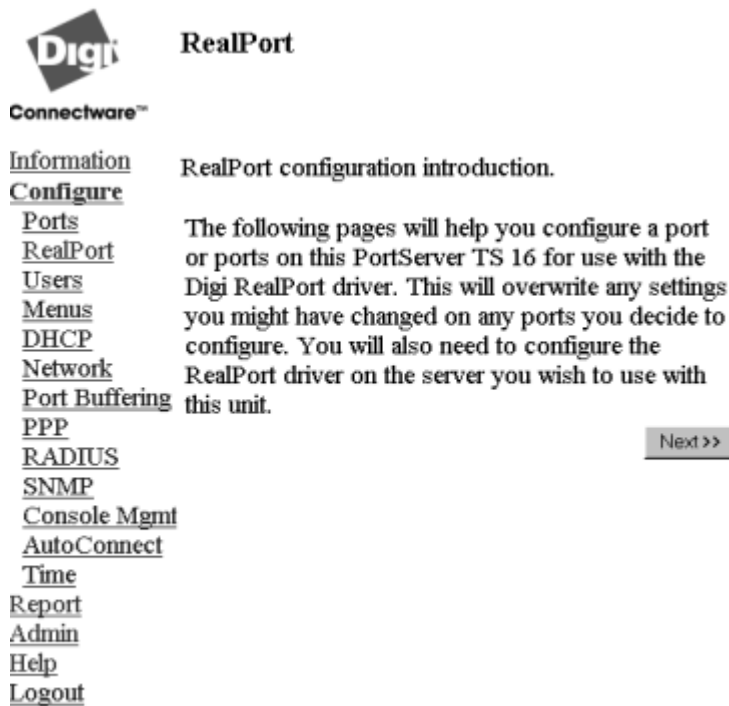 Digi
RealPort
Connectware™
Information
Configure
Ports
RealPort
Users
Menus
DHCP
Network
Port Buffering
PPP
RADIUS
SNMP
Console Mgmt
AutoConnect
Time
Report
Admin
Help
Logout
RealPort configuration introduction.
The following pages will help you configure a port
or ports on this PortServer TS 16 for use with the
Digi RealPort driver. This will overwrite any settings
you might have changed on any ports you decide to
configure. You will also need to configure the
RealPort driver on the server you wish to use with
this unit.
Next >>